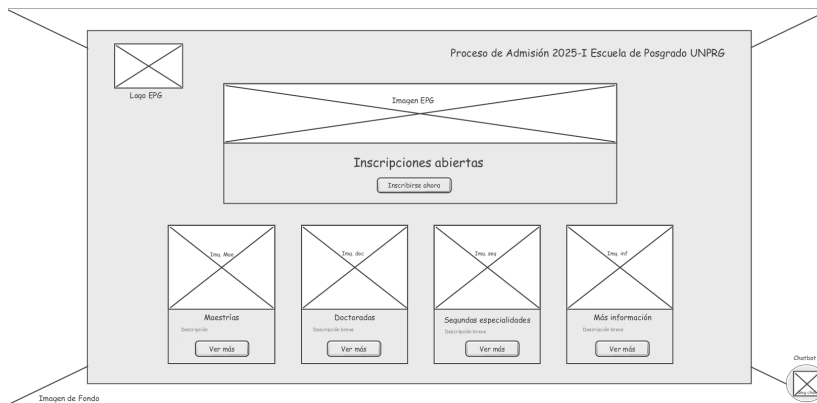 Proceso de Admisión 2025-I Escuela de Posgrado UNPRG
Logo EPG
Imagen EPG
Inscripciones abiertas
Inscribirse ahora
Img. Mae
Maestrías
Descripción
Ver más
Img. doc
Doctorados
Descripción breve
Ver más
Img. seg
Segundas especialidades
Descripción breve
Ver más
Img. inf
Más información
Descripción breve
Ver más
Chatbot
Imagen de Fondo